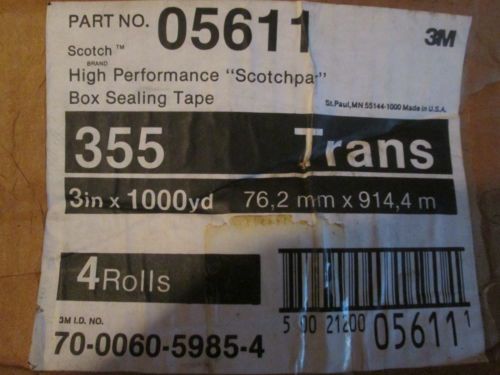 PART NO. 05611
3M
Scotch™
BRAND
High Performance "Scotchpa-"
Box Sealing Tape
St. Paul, MN 55144-1000 Made in U.S.A.
355 Trans
3in x 1000yd 76,2 mm x 914,4 m
4 Rolls
3M I.D. NO.
70-0060-5985-4
5 00 21200 05611 1